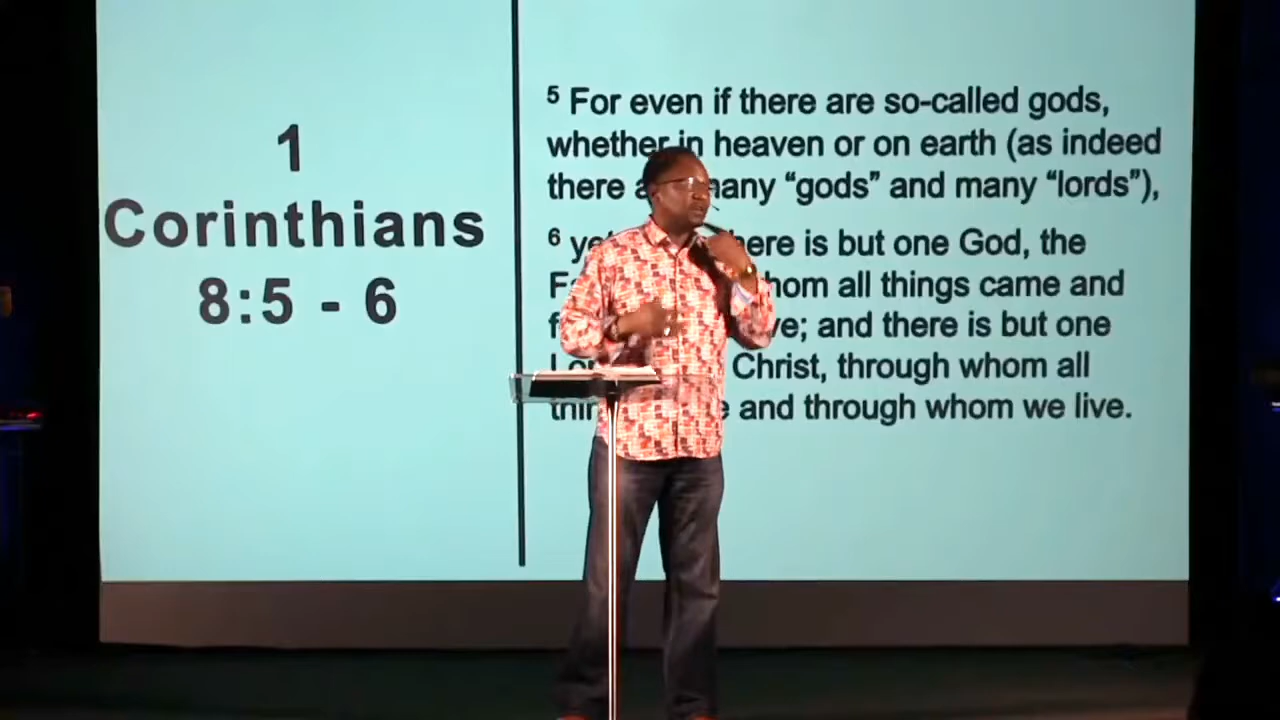 1
Corinthians
8:5 - 6
5 For even if there are so-called gods,
whether in heaven or on earth (as indeed
there many “gods” and many “lords”),
6 there is but one God, the
whom all things came and
and there is but one
Christ, through whom all
and through whom we live.